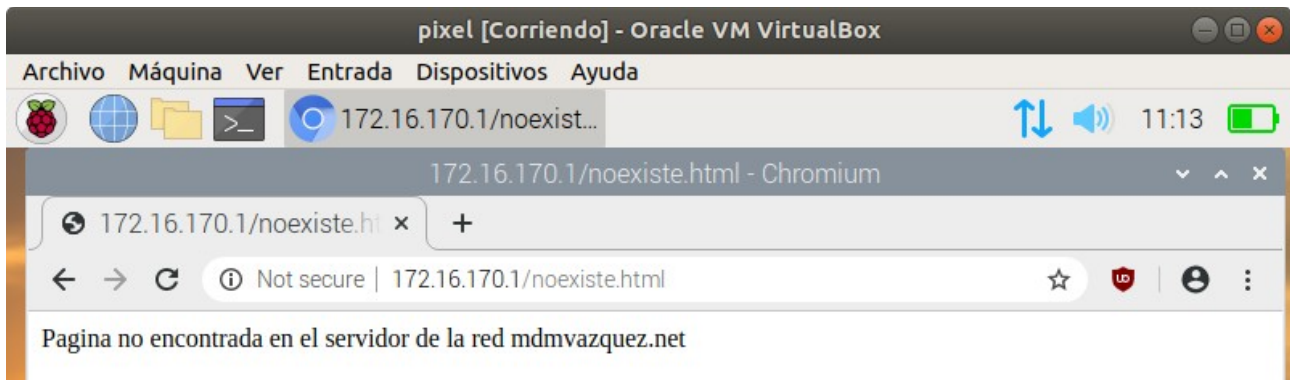 pixel [Corriendo] - Oracle VM VirtualBox
Archivo Máquina Ver Entrada Dispositivos Ayuda
>_ 172.16.170.1/noexist... 11:13
172.16.170.1/noexiste.html - Chromium
172.16.170.1/noexiste.ht × +
Not secure | 172.16.170.1/noexiste.html
Pagina no encontrada en el servidor de la red mdmvazquez.net